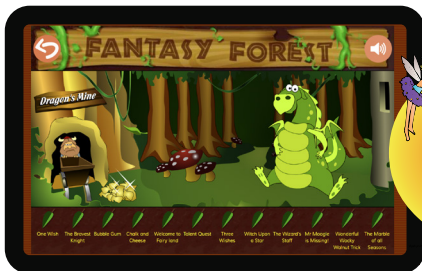 FANTASY FOREST
Dragon's Mine
One Wish
The Bravest
Knight
Bubble Gum
Chalk and
Cheese
Welcome to
Fairy land
Talent Quest
Three
Wishes
Witch Upon
a Star
The Wizard's
Staff
Mr Moogle
is Missing!
Wonderful
Wacky
Walnut Trick
The Marble
of all
Seasons